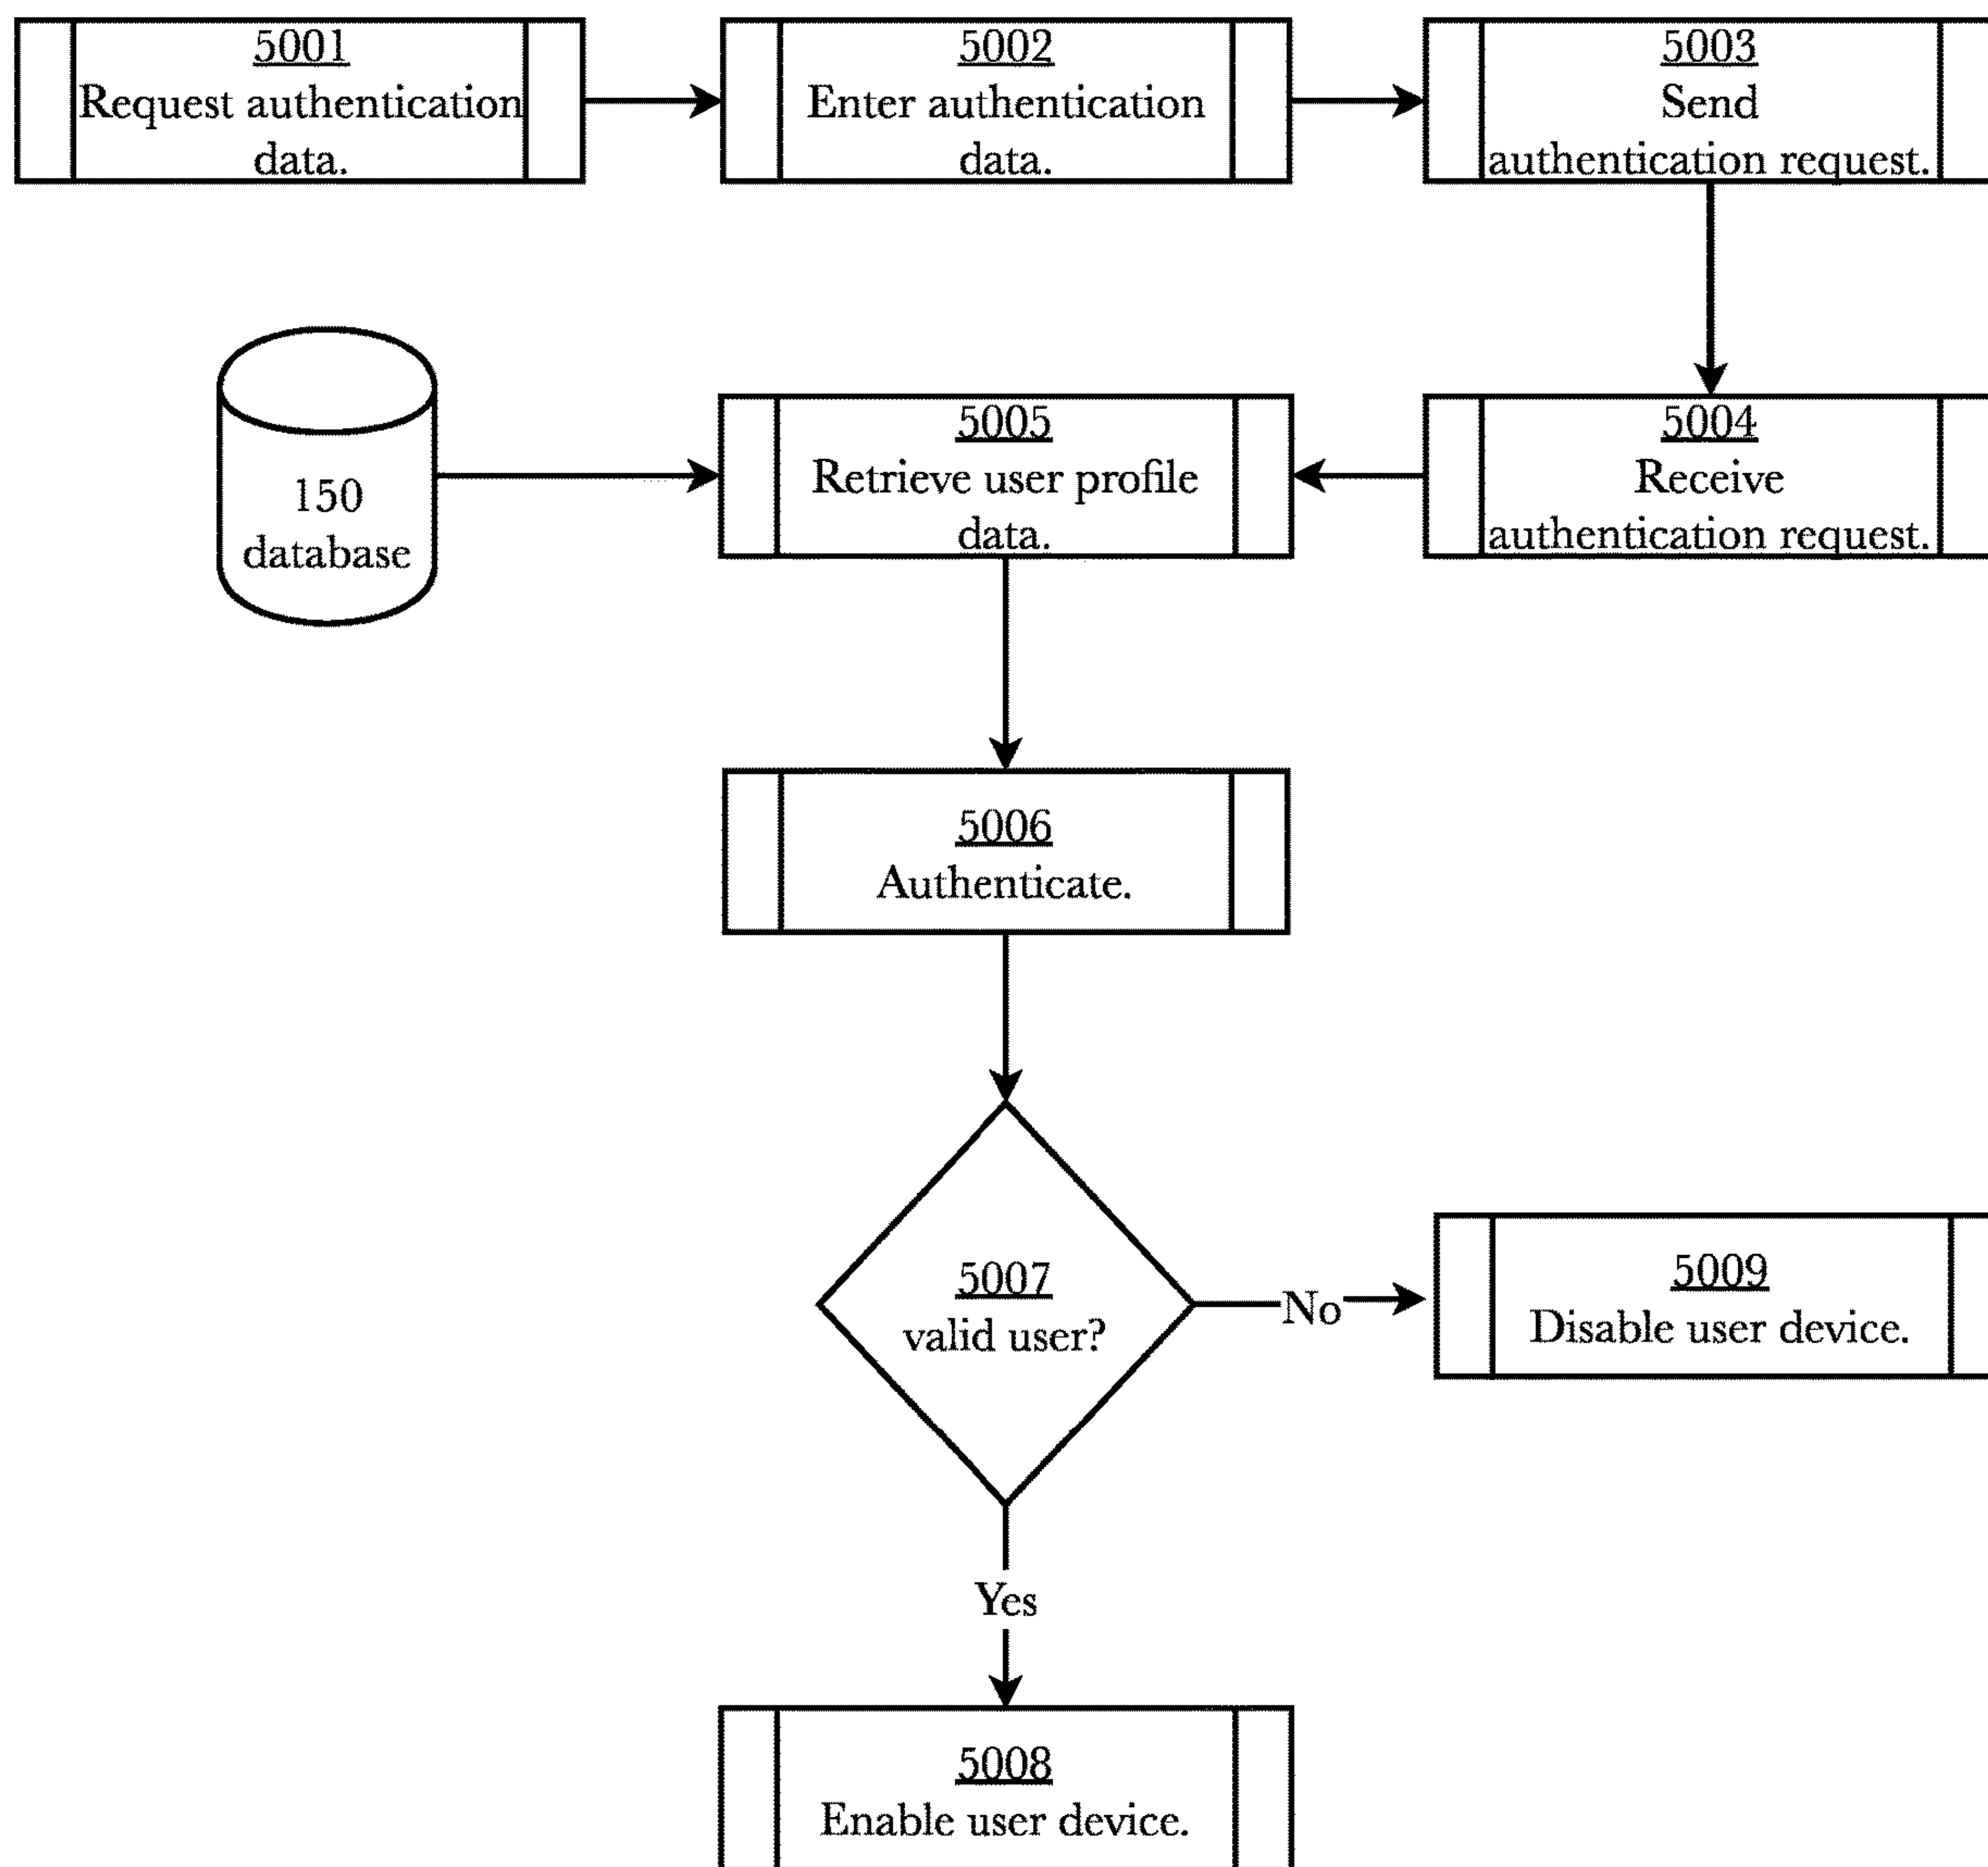 5001
Request authentication
data.
5002
Enter authentication
data.
5003
Send
authentication request.
150
database
5005
Retrieve user profile
data.
5004
Receive
authentication request.
5006
Authenticate.
5007
valid user?
No
5009
Disable user device.
Yes
5008
Enable user device.